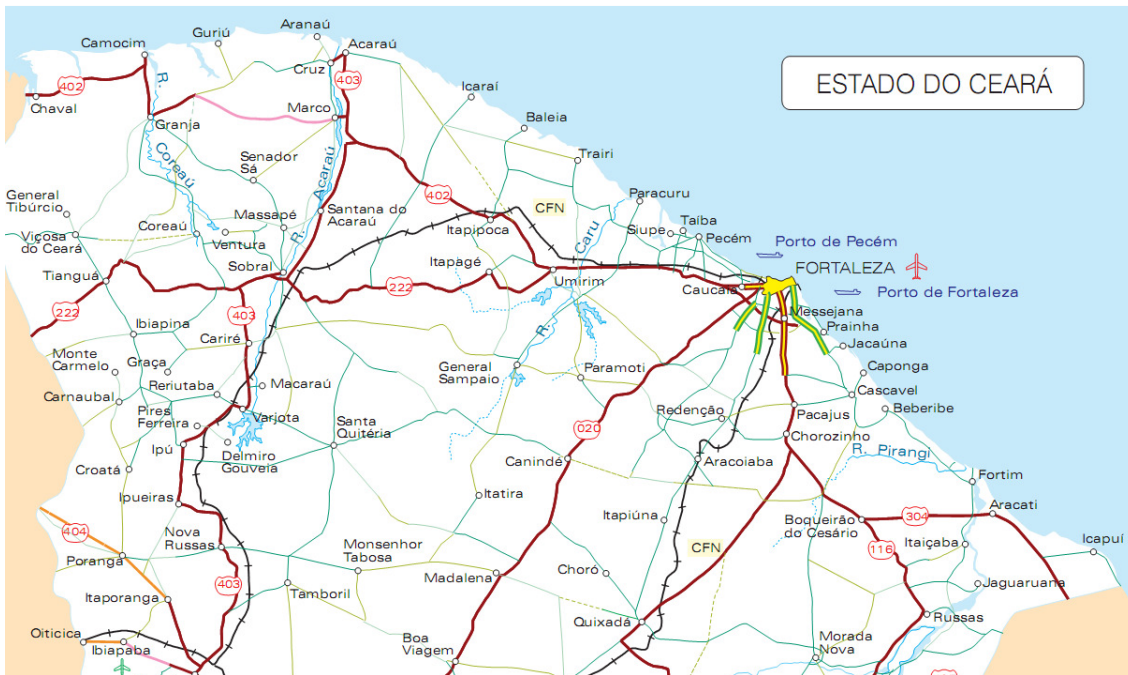 Aranaú
Guriú
Acaraú
Camocim
Cruz
ESTADO DO CEARÁ
402
403
R.
Icaraí
Chaval
Marco
Granja
Baleia
Coreaú
Senador
Sá
Trairi
Acaraú
General
Tibúrcio
402
Paracuru
CFN
Massapé
Santana do
Acaraú
Taíba
Viçosa
do Ceará
Coreaú
Itapipoca
Caru
Siupe
Pecém
Ventura
R.
Porto de Pecém
Tianguá
Sobral
Itapagé
FORTALEZA
Umirim
222
Caucaia
Porto de Fortaleza
222
403
Messejana
R.
Ibiapina
Prainha
Cariré
Jacaúna
Monte
Carmelo
Graça
General
Sampaio
Paramoti
Caponga
Reriutaba
Macaraú
Carnaubal
Cascavel
Pires
Ferreira
Varjota
Redenção
Pacajus
Beberibe
Santa
Quitéria
020
Ipú
Chorozinho
Delmiro
Gouveia
R. Pirangi
Croatá
Canindé
Aracoiaba
Fortim
Ipueiras
Itatira
Aracati
404
Itapiúna
Boqueirão
do Cesário
304
Nova
Russas
Icapuí
Monsenhor
Tabosa
CFN
116
Itaiçaba
Poranga
Choró
Madalena
403
Tamboril
Jaguaruana
Itaporanga
Quixadá
Russas
Oiticica
Ibiapaba
Boa
Viagem
Morada
Nova